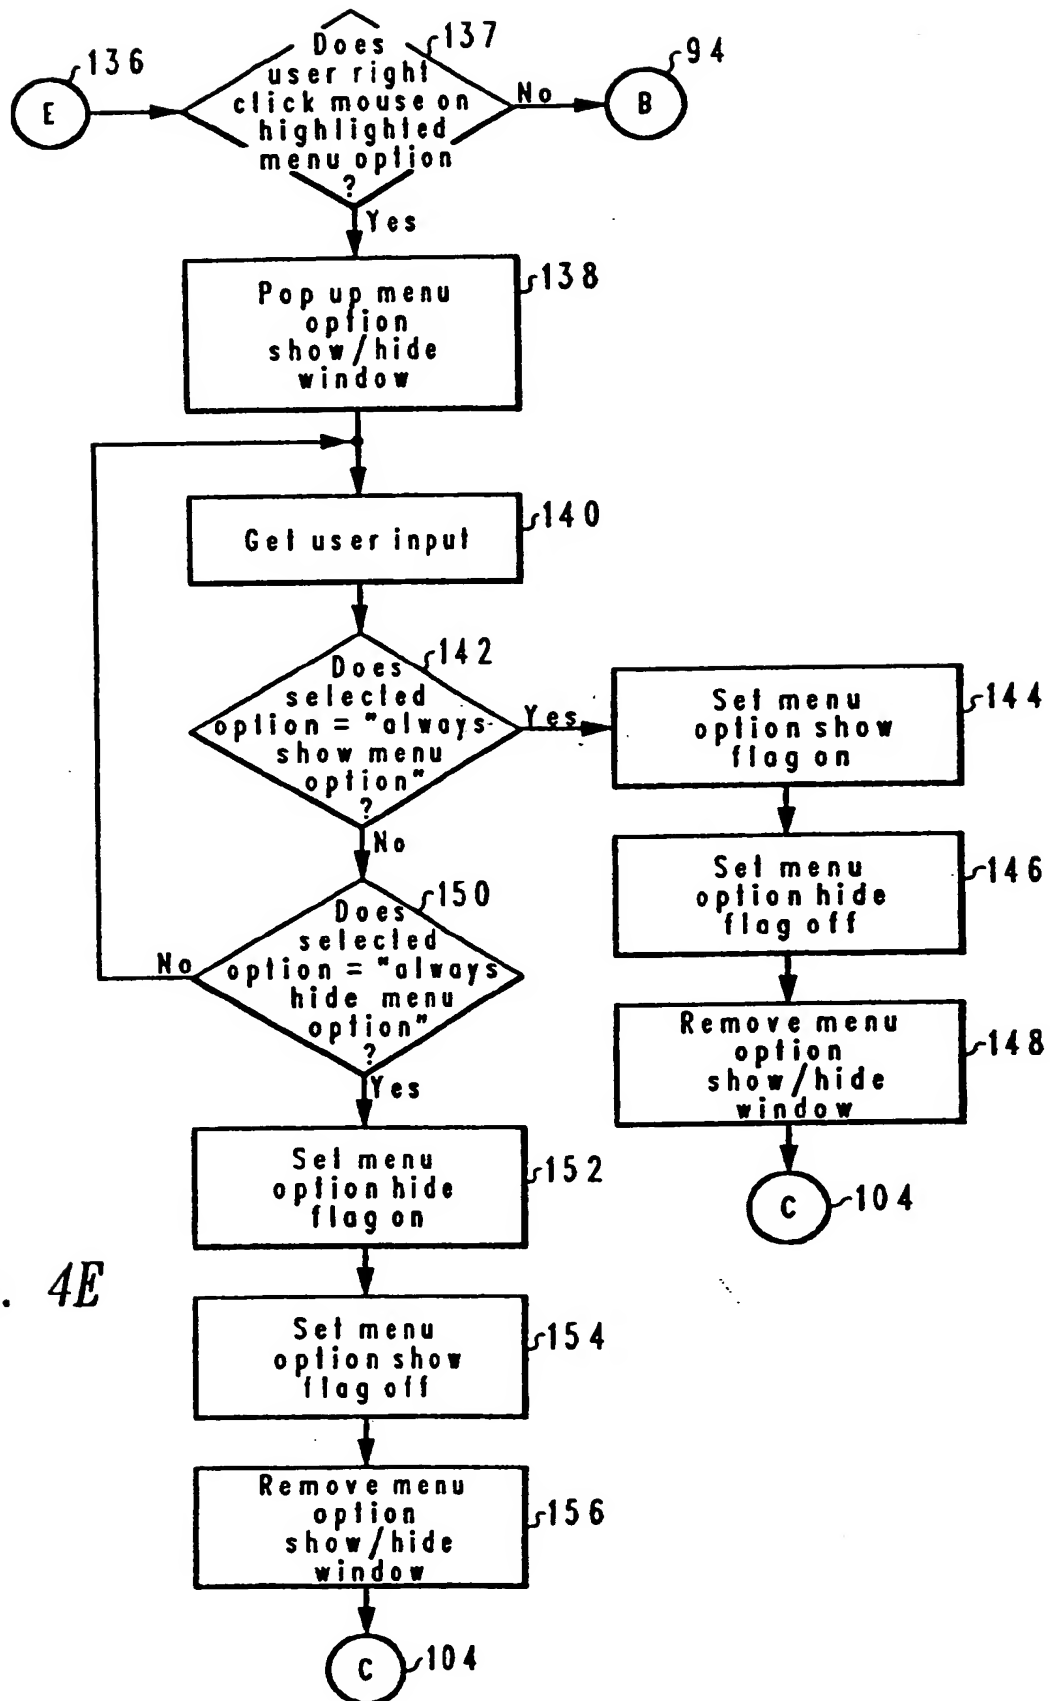 136
E
Does
user right
click mouse on
highlighted
menu option
?
137
No
94
B
Yes
138
Pop up menu
option
show/hide
window
140
Get user input
142
Does
selected
option = "always
show menu
option"
?
Yes
144
Set menu
option show
flag on
No
146
Set menu
option hide
flag off
150
Does
selected
option = "always
hide menu
option"
?
No
148
Remove menu
option
show/hide
window
Yes
152
Set menu
option hide
flag on
C
104
. 4E
154
Set menu
option show
flag off
156
Remove menu
option
show/hide
window
C
104